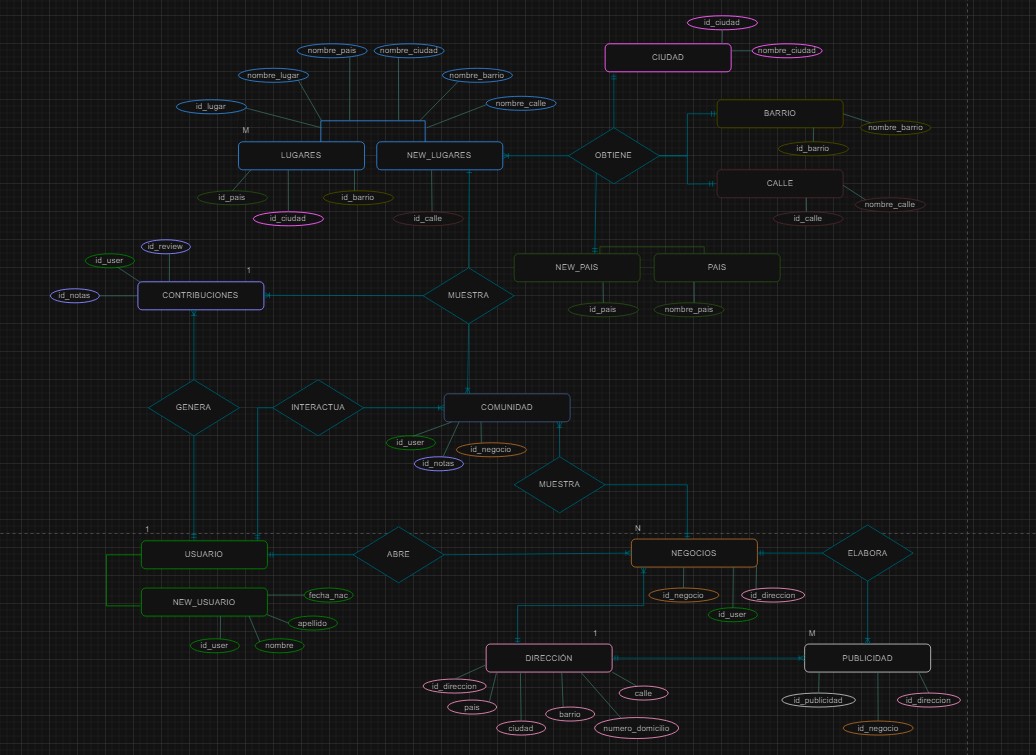 id_ciudad
nombre_pais
nombre_ciudad
nombre_ciudad
CIUDAD
nombre_lugar
nombre_barrio
id_lugar
nombre_calle
BARRIO
nombre_barrio
M
LUGARES
NEW_LUGARES
OBTIENE
id_barrio
CALLE
id_pais
id_barrio
nombre_calle
id_ciudad
id_calle
id_calle
id_review
id_user
1
NEW_PAIS
PAIS
id_notas
CONTRIBUCIONES
MUESTRA
id_pais
nombre_pais
GENERA
INTERACTUA
COMUNIDAD
id_user
id_negocio
id_notas
MUESTRA
1
N
USUARIO
ABRE
NEGOCIOS
ELABORA
fecha_nac
id_negocio
id_direccion
NEW_USUARIO
id_user
apellido
id_user
nombre
1
M
DIRECCIÓN
PUBLICIDAD
id_direccion
calle
id_publicidad
id_direccion
pais
barrio
ciudad
numero_domicilio
id_negocio